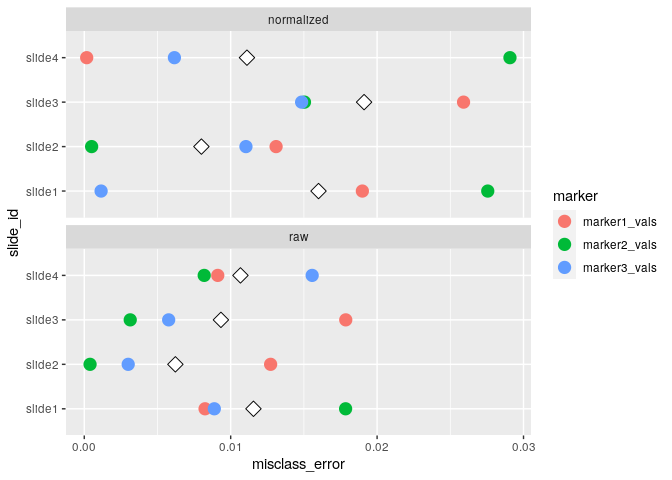 normalized
slide4
slide3
slide2
slide1
raw
slide4
slide3
slide2
slide1
0.00 0.01 0.02 0.03
misclass_error
slide_id
marker
marker1_vals
marker2_vals
marker3_vals